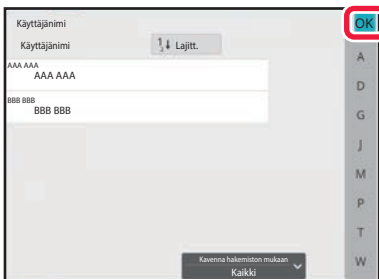 Käyttäjänimi
OK
Käyttäjänimi
Lajitt.
A
AAA AAA
AAA AAA
D
BBB BBB
BBB BBB
G
J
M
P
T
W
Kavenna hakemiston mukaan
Kaikki